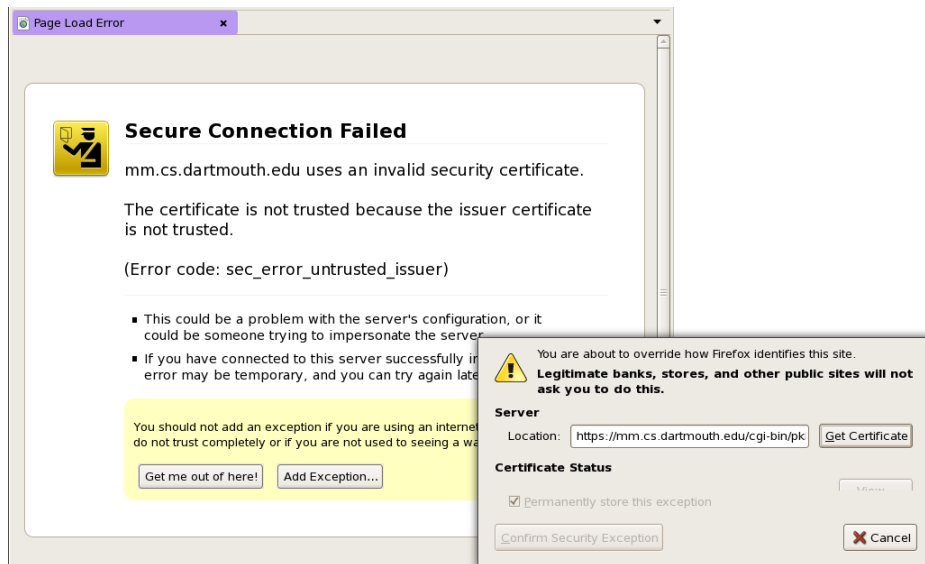 Page Load Error
Secure Connection Failed
mm.cs.dartmouth.edu uses an invalid security certificate.
The certificate is not trusted because the issuer certificate
is not trusted.
(Error code: sec_error_untrusted_issuer)
This could be a problem with the server's configuration, or it
could be someone trying to impersonate the server
If you have connected to this server successfully in
error may be temporary, and you can try again late
You should not add an exception if you are using an internet
do not trust completely or if you are not used to seeing a wa
Get me out of here!
Add Exception...
You are about to override how Firefox identifies this site.
Legitimate banks, stores, and other public sites will not
ask you to do this.
Server
Location: https://mm.cs.dartmouth.edu/cgi-bin/pk Get Certificate
Certificate Status
Permanently store this exception
Confirm Security Exception
Cancel